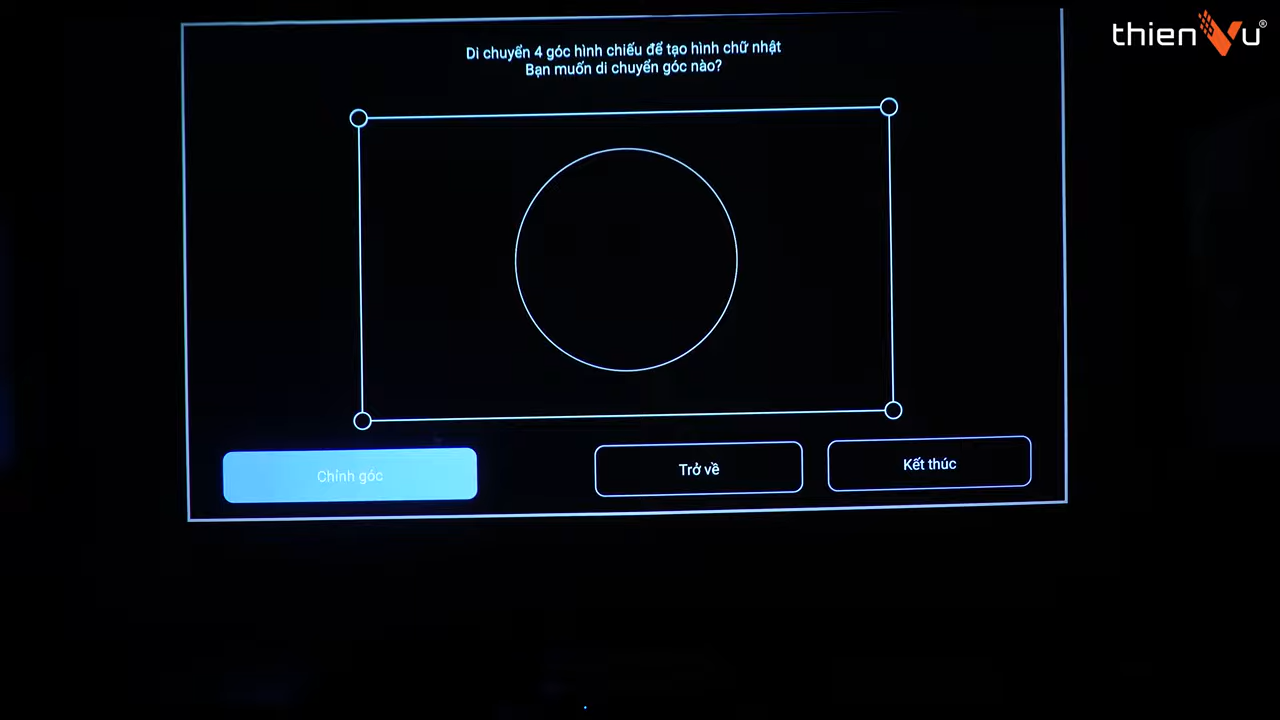 thienVu®
Di chuyển 4 góc hình chiếu để tạo hình chữ nhật
Bạn muốn di chuyển góc nào?
Chỉnh góc
Trở về
Kết thúc